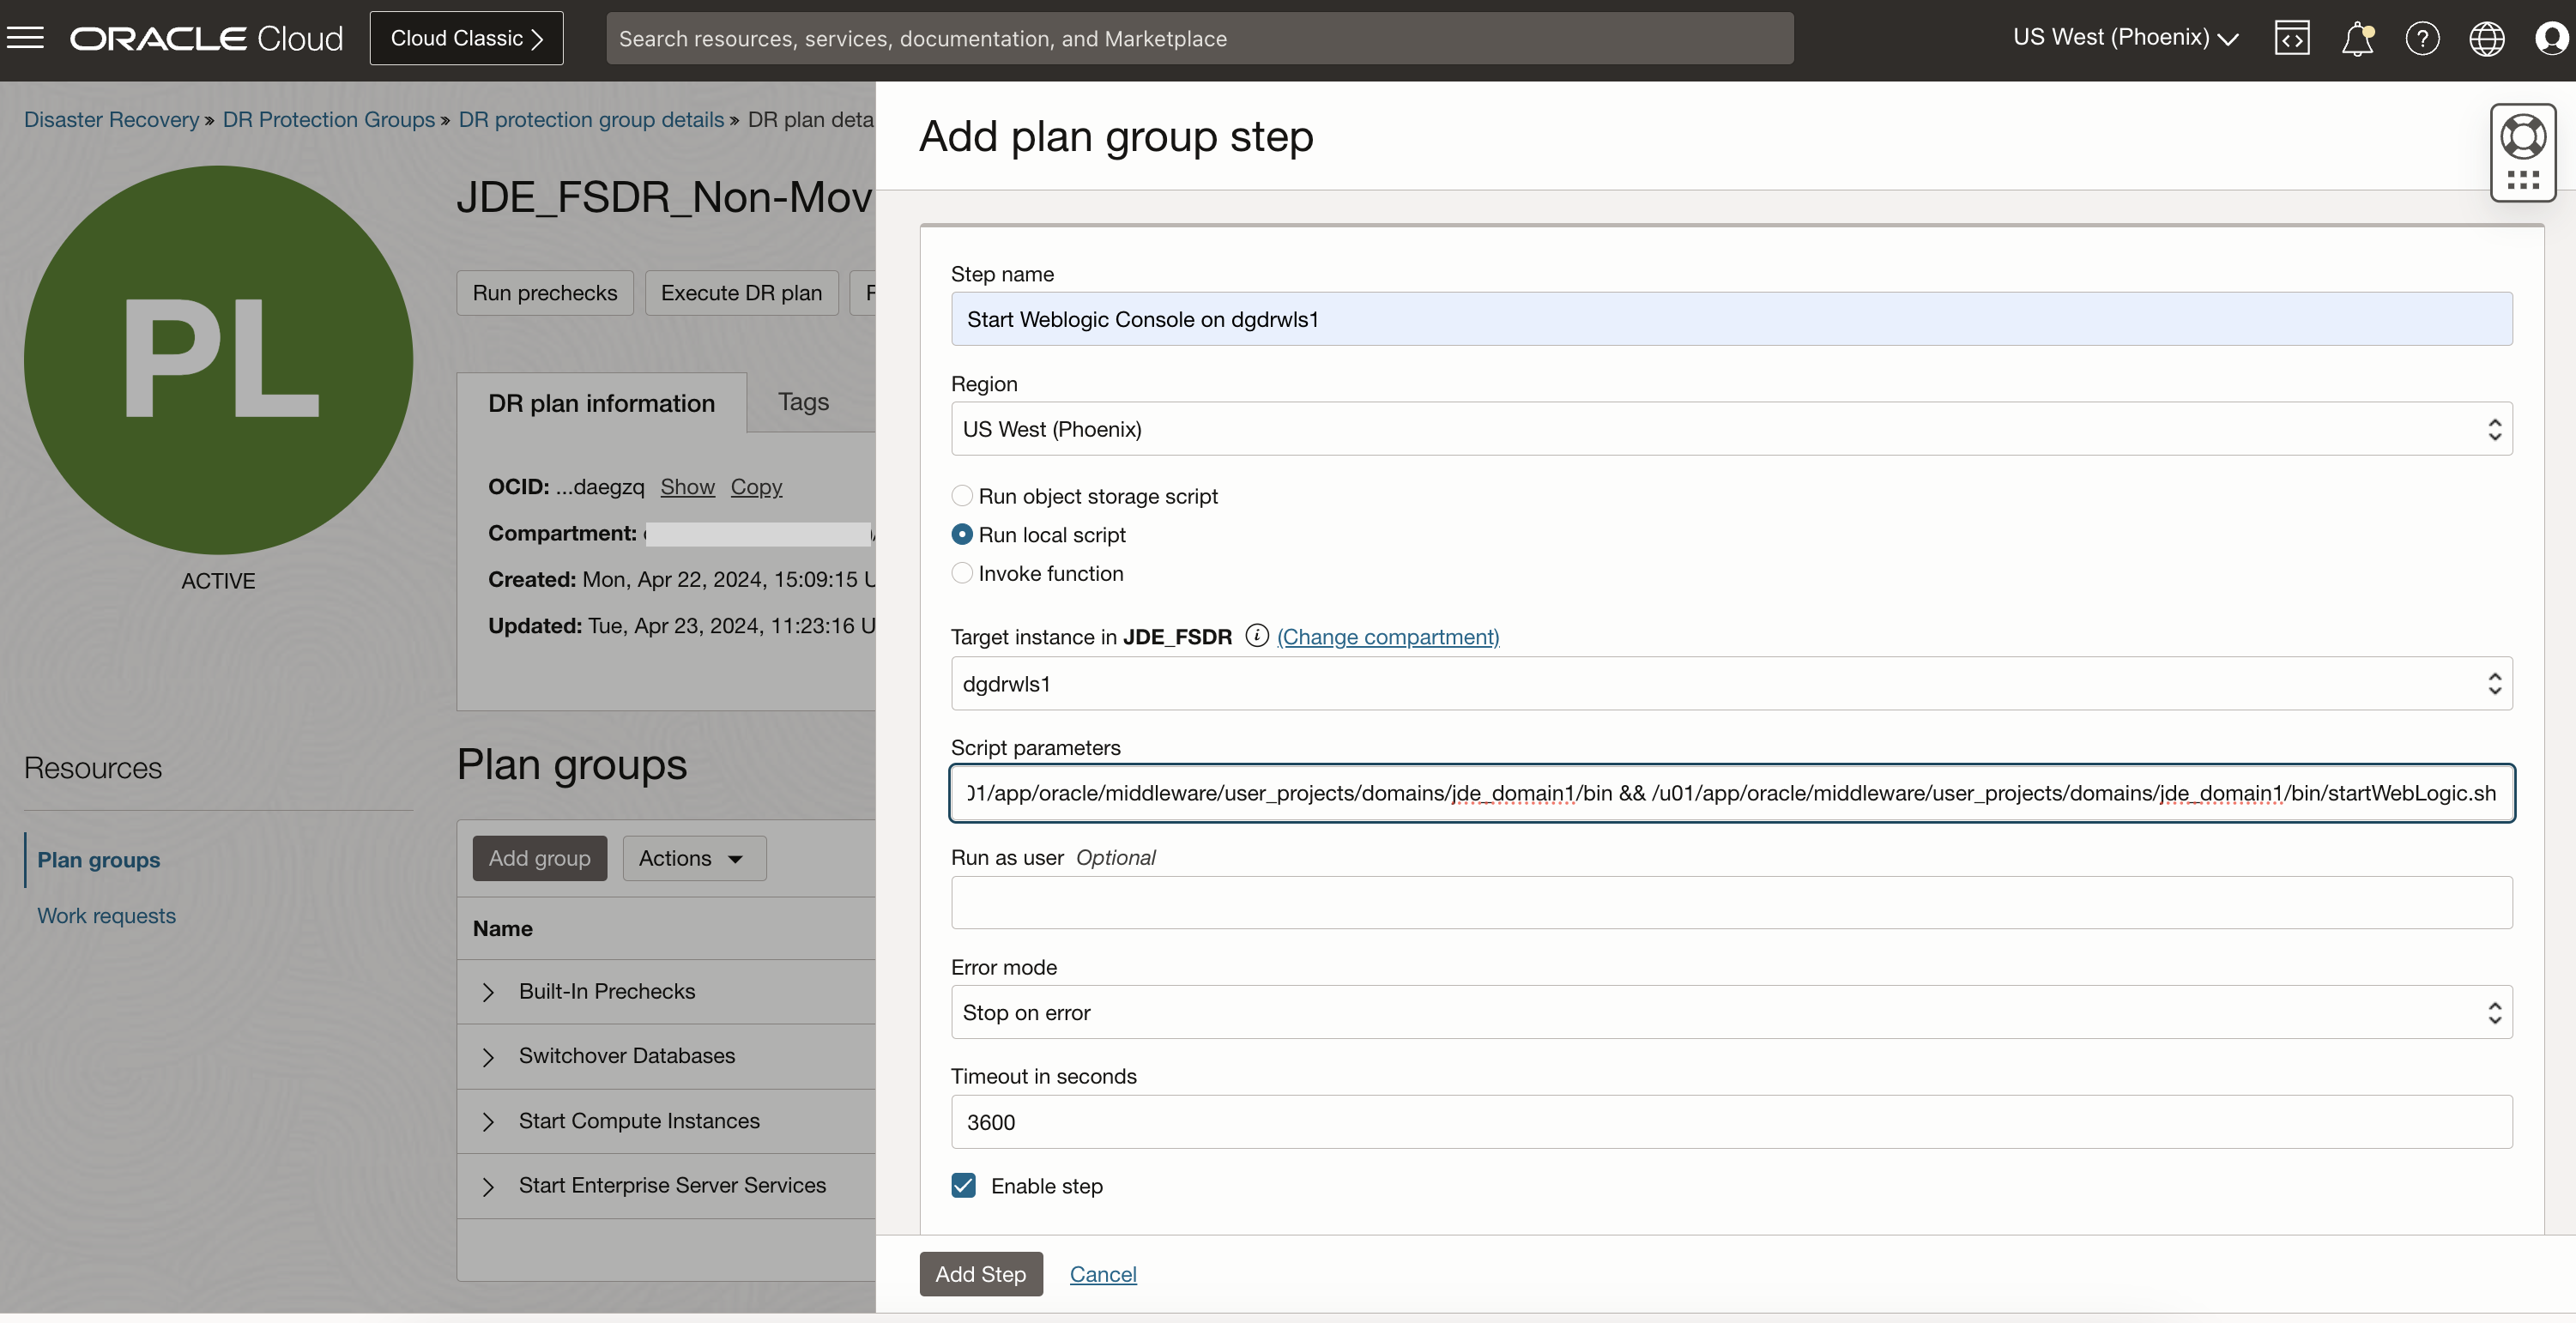 ORACLE Cloud
Cloud Classic
Search resources, services, documentation, and Marketplace
US West (Phoenix)
Disaster Recovery » DR Protection Groups » DR protection group details » DR plan deta
PL
ACTIVE
Resources
Plan groups
Work requests
JDE_FSDR_Non-Mov
Run prechecks
Execute DR plan
DR plan information
Tags
OCID: ...daegzq Show Copy
Compartment:
Created: Mon, Apr 22, 2024, 15:09:15 U
Updated: Tue, Apr 23, 2024, 11:23:16 U
Plan groups
Add group
Actions
Name
Built-In Prechecks
Switchover Databases
Start Compute Instances
Start Enterprise Server Services
Add plan group step
Step name
Start Weblogic Console on dgdrwls1
Region
US West (Phoenix)
Run object storage script
Run local script
Invoke function
Target instance in JDE_FSDR (Change compartment)
dgdrwls1
Script parameters
01/app/oracle/middleware/user_projects/domains/jde_domain1/bin && /u01/app/oracle/middleware/user_projects/domains/jde_domain1/bin/startWebLogic.sh
Run as user Optional
Error mode
Stop on error
Timeout in seconds
3600
Enable step
Add Step
Cancel